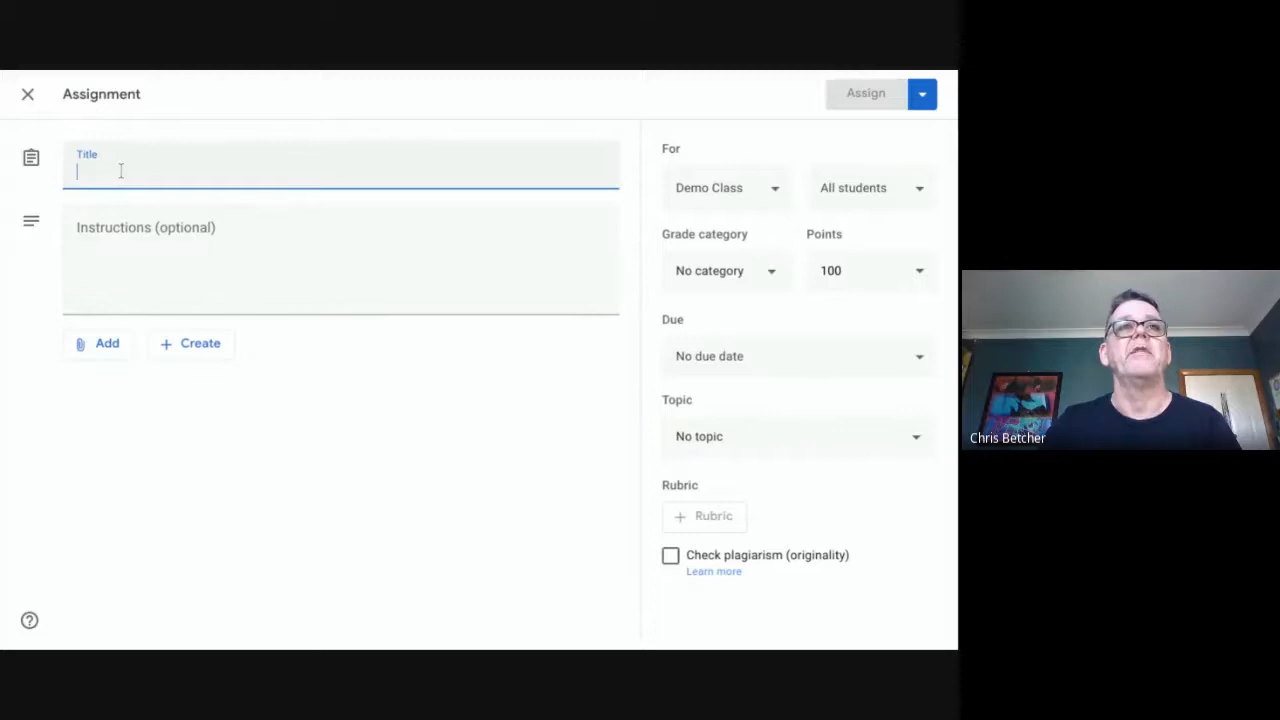 Assignment
Assign
Title
Instructions (optional)
Add
Create
For
Demo Class
All students
Grade category
Points
No category
100
Due
No due date
Topic
No topic
Rubric
+ Rubric
Check plagiarism (originality)
Learn more
Chris Betcher